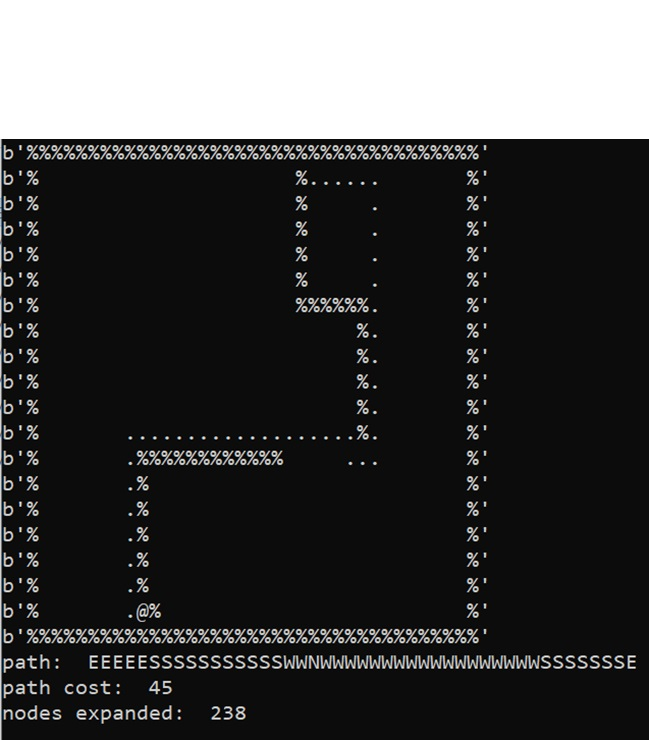 b'%%%%%%%%%%%%%%%%%%%%%%%%%%%%%%%%%%%%%'
b'%                     %......       %'
b'%                     %     .       %'
b'%                     %     .       %'
b'%                     %     .       %'
b'%                     %     .       %'
b'%                     %%%%%%.       %'
b'%                          %.       %'
b'%                          %.       %'
b'%                          %.       %'
b'%                          %.       %'
b'%       ...................%.       %'
b'%       .%%%%%%%%%%%%     ...       %'
b'%       .%                          %'
b'%       .%                          %'
b'%       .%                          %'
b'%       .%                          %'
b'%       .%                          %'
b'%       .@%                         %'
b'%%%%%%%%%%%%%%%%%%%%%%%%%%%%%%%%%%%%%'
path:  EEEEESSSSSSSSSSSWWNWWWWWWWWWWWWWWWWWWSSSSSSSE
path cost:  45
nodes expanded:  238